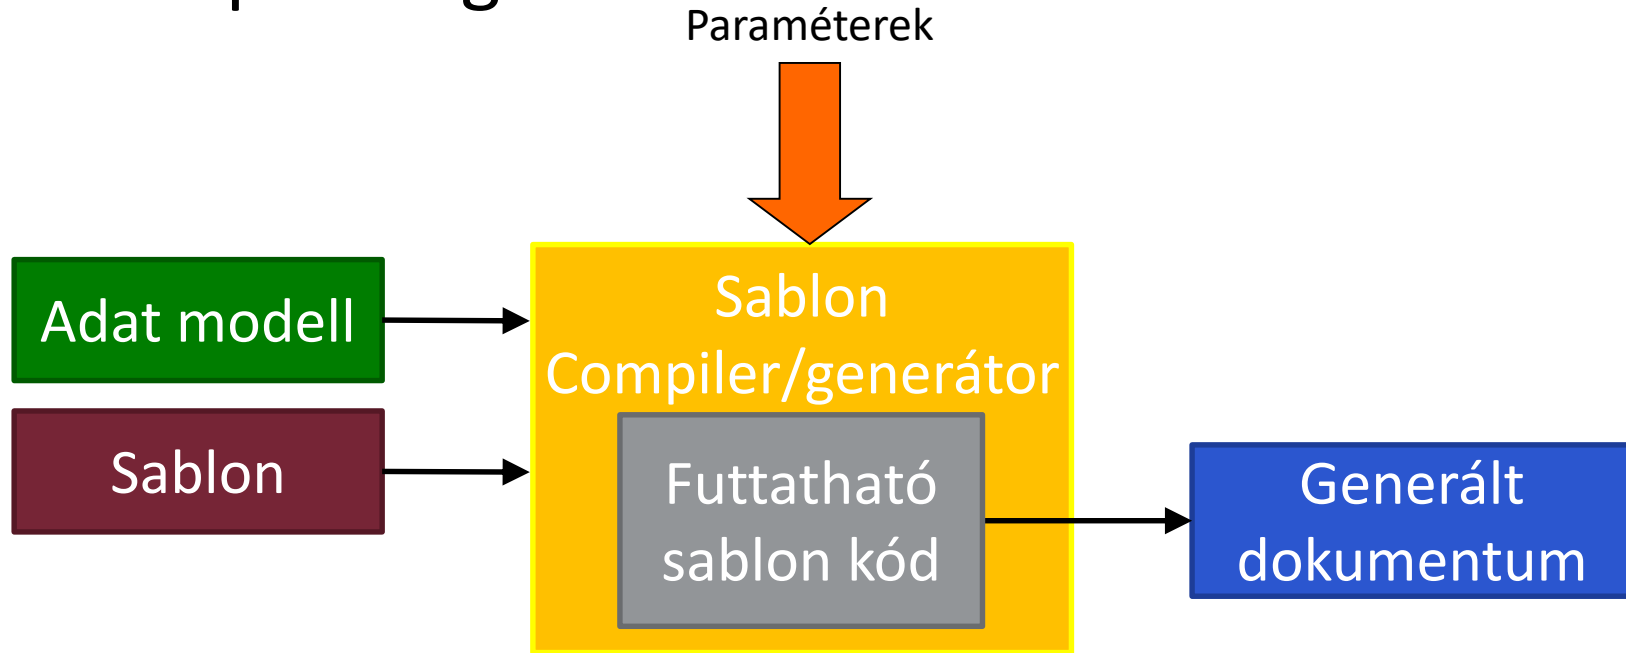 Paraméterek
Adat modell
Sablon
Sablon
Compiler/generátor
Futtatható
sablon kód
Generált
dokumentum